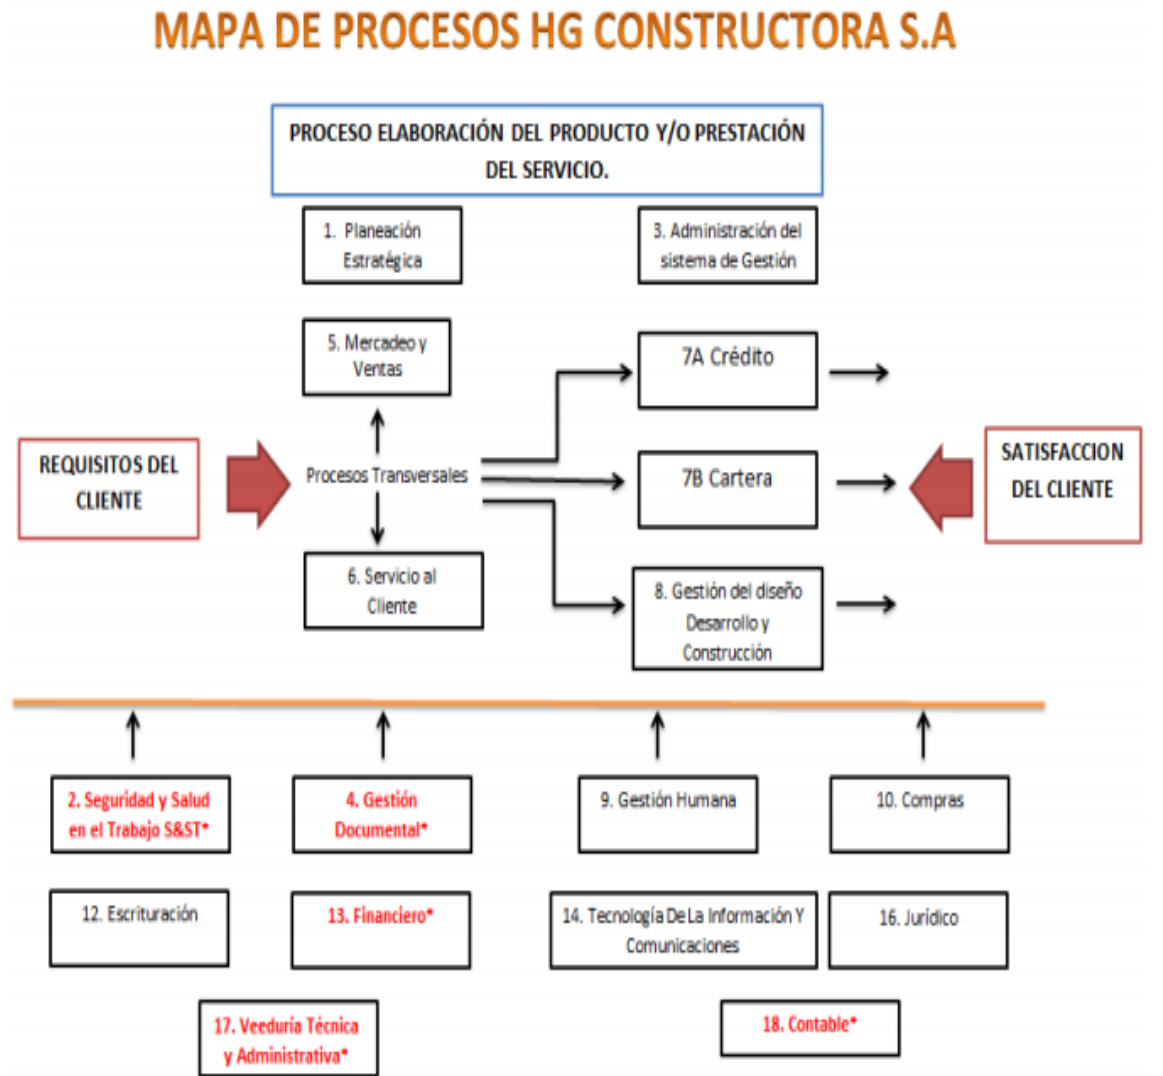 MAPA DE PROCESOS HG CONSTRUCTORA S.A
PROCESO ELABORACIÓN DEL PRODUCTO Y/O PRESTACIÓN
DEL SERVICIO.
1. Planeación
Estratégica
3. Administración del
sistema de Gestión
5. Mercadeo y
Ventas
7A Crédito
REQUISITOS DEL
CLIENTE
Procesos Transversales
7B Cartera
SATISFACCION
DEL CLIENTE
6. Servicio al
Cliente
8. Gestión del diseño
Desarrollo y
Construcción
2. Seguridad y Salud
en el Trabajo S&ST*
4. Gestión
Documental*
9. Gestión Humana
10. Compras
12. Escrituración
13. Financiero*
14. Tecnología De La Información Y
Comunicaciones
16. Jurídico
17. Veeduría Técnica
y Administrativa*
18. Contable*